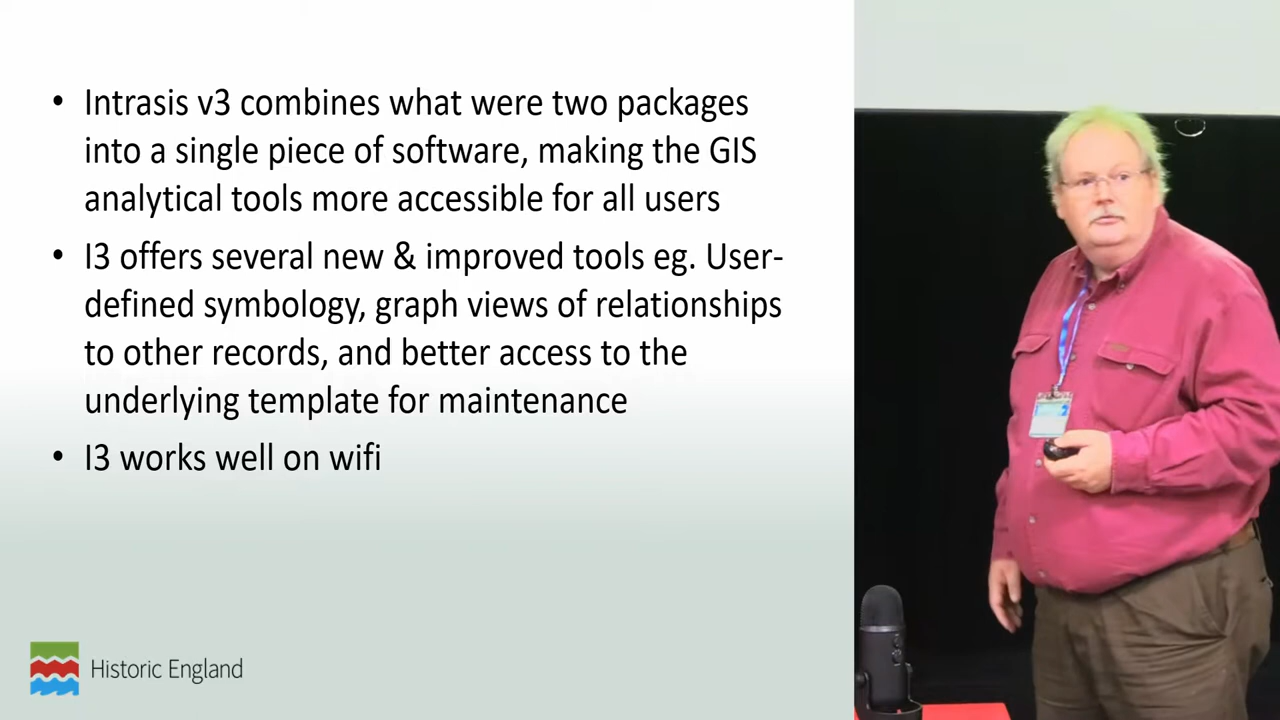 • Intrasis v3 combines what were two packages
into a single piece of software, making the GIS
analytical tools more accessible for all users
• I3 offers several new & improved tools eg. User-
defined symbology, graph views of relationships
to other records, and better access to the
underlying template for maintenance
• I3 works well on wifi
Historic England